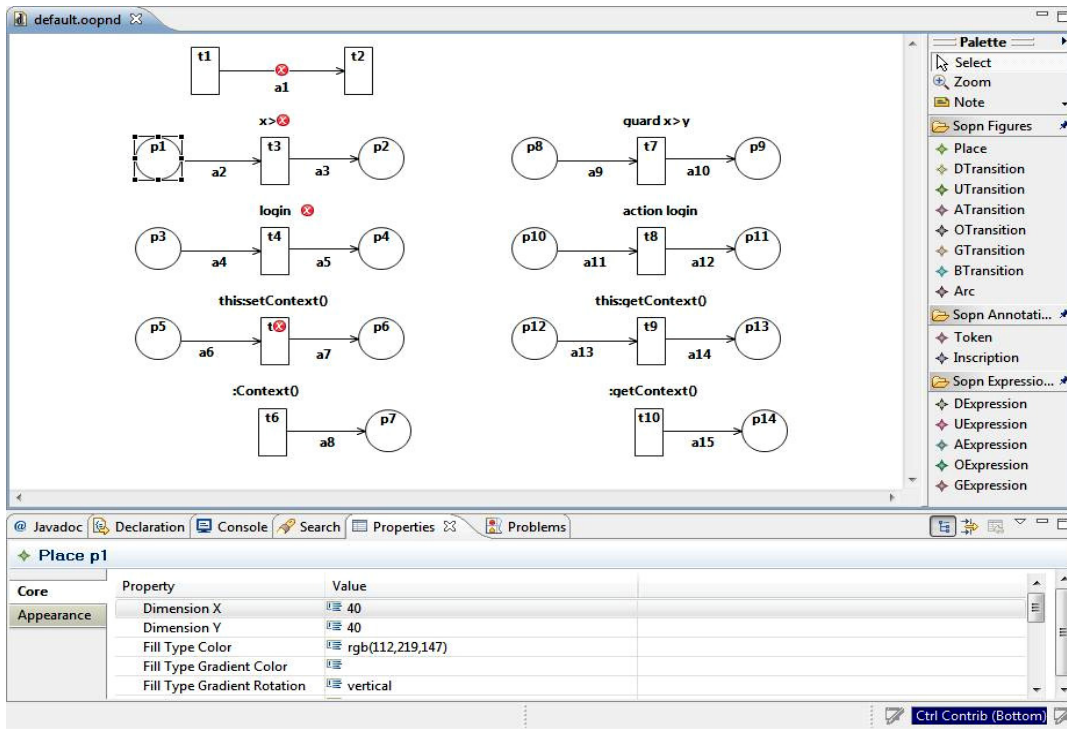 default.oopnd
t1 t2
a1
x>
p1 t3 p2
a2 a3
guard x>y
p8 t7 p9
a9 a10
login
p3 t4 p4
a4 a5
action login
p10 t8 p11
a11 a12
this:setContext()
p5 t p6
a6 a7
this:getContext()
p12 t9 p13
a13 a14
:Context()
t6 p7
a8
:getContext()
t10 p14
a15
Palette
Select
Zoom
Note
Sopn Figures
Place
DTransition
UTransition
ATransition
OTransition
GTransition
BTransition
Arc
Sopn Annotati...
Token
Inscription
Sopn Expressio...
DExpression
UExpression
AExpression
OExpression
GExpression
@ Javadoc Declaration Console Search Properties Problems
Place p1
Core
Appearance
Property Value
Dimension X 40
Dimension Y 40
Fill Type Color rgb(112,219,147)
Fill Type Gradient Color
Fill Type Gradient Rotation vertical
Ctrl Contrib (Bottom)